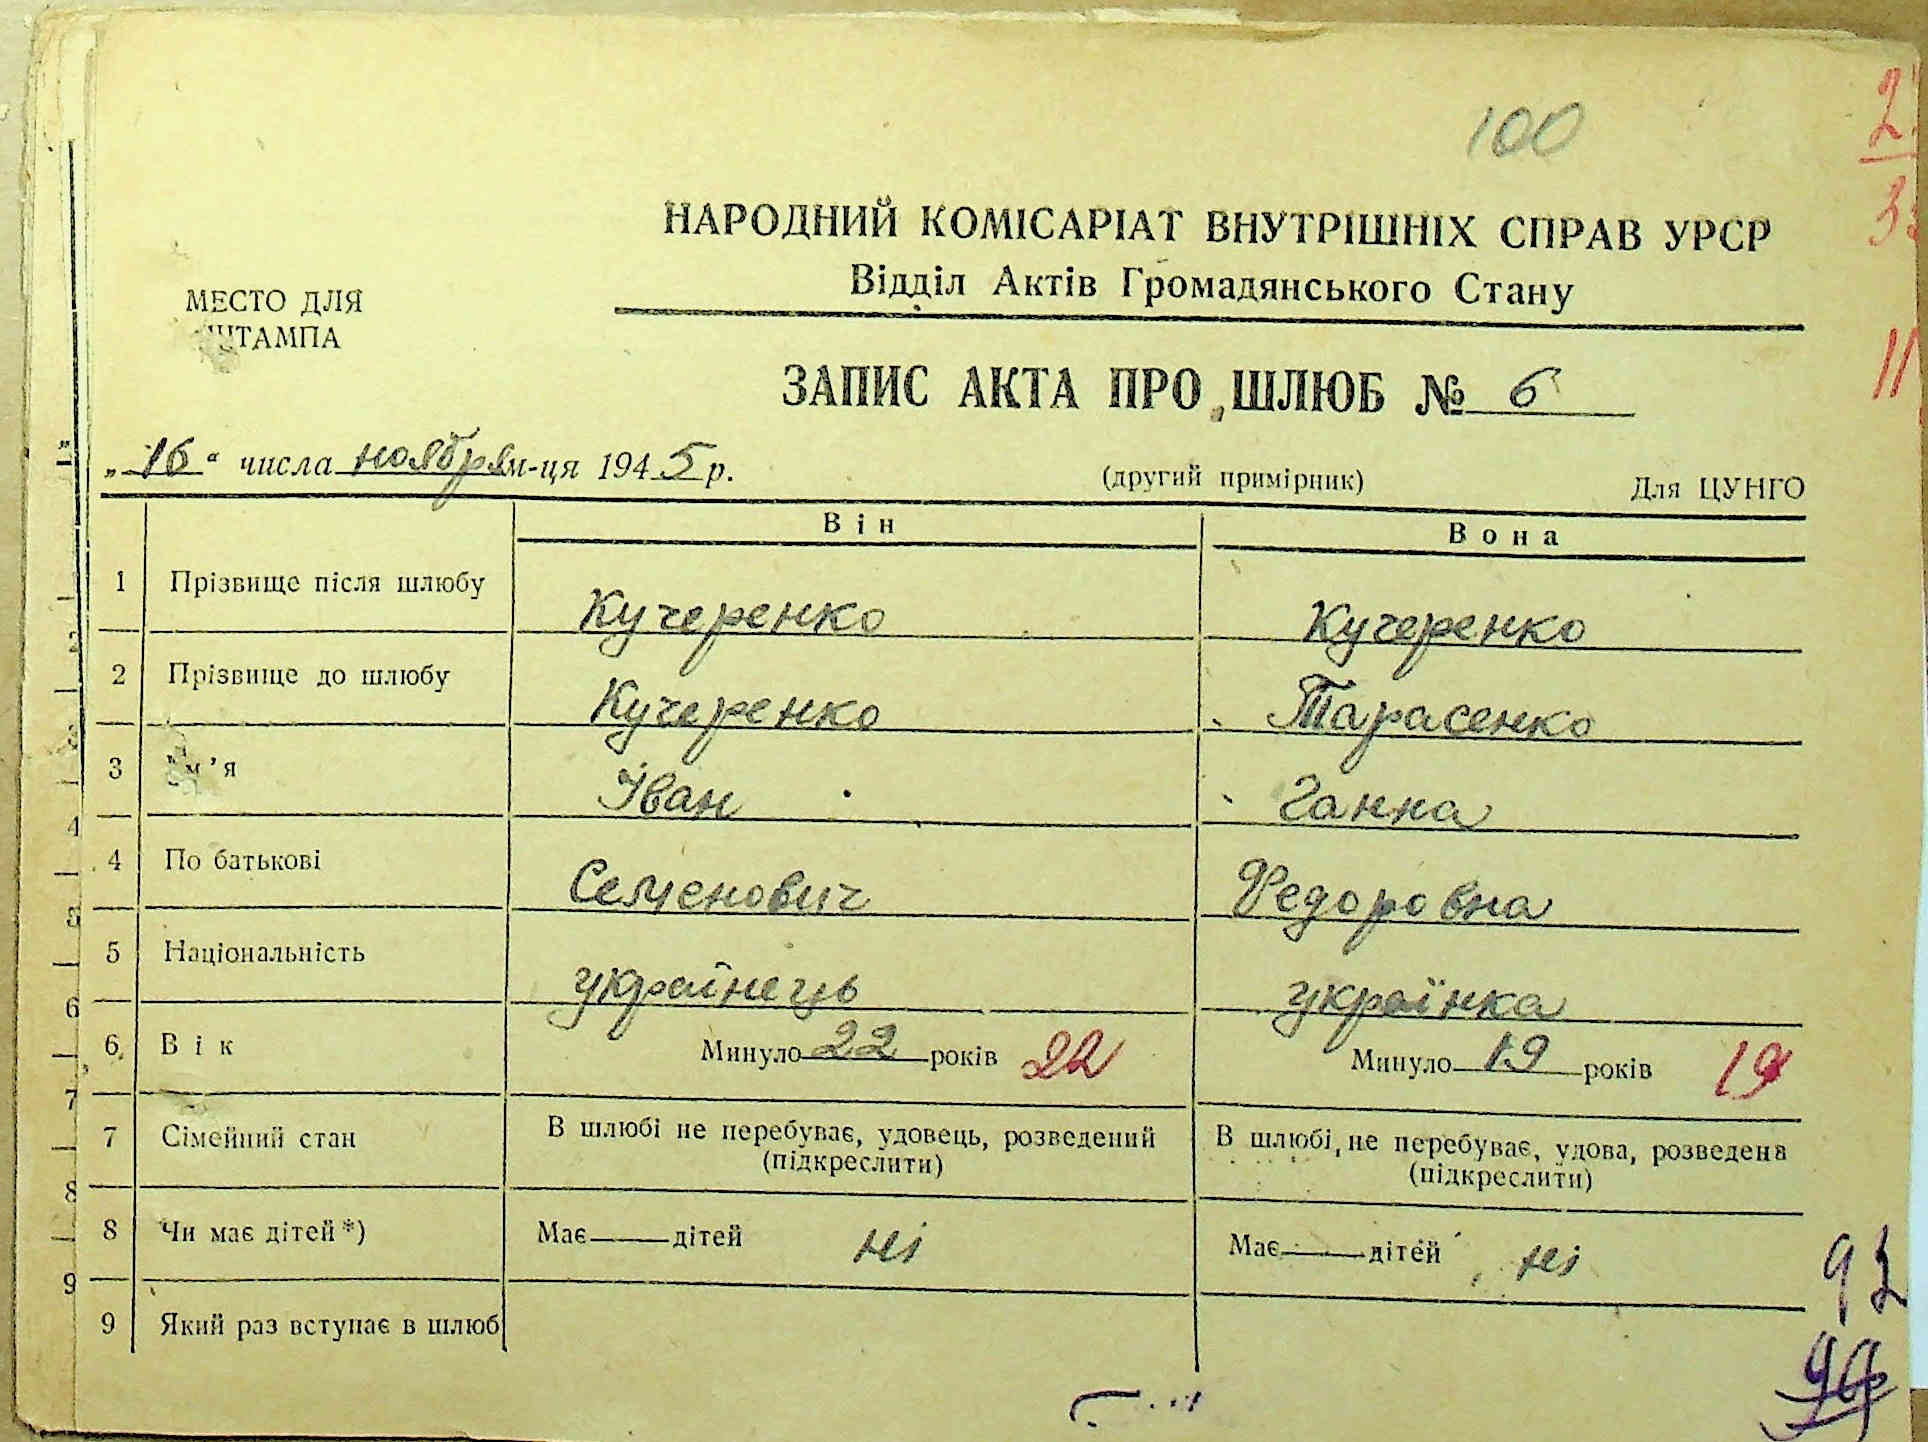 100
НАРОДНИЙ КОМІСАРІАТ ВНУТРІШНІХ СПРАВ УРСР
Відділ Актів Громадянського Стану
МЕСТО ДЛЯ
ШТАМПА
ЗАПИС АКТА ПРО ШЛЮБ № 6
„16“ числа ноября м-ця 1945 р.
(другий примірник) Для ЦУНГО
Він Вона
1 Прізвище після шлюбу Кучеренко Кучеренко
2 Прізвище до шлюбу Кучеренко Тарасенко
3 Ім'я Іван Ганна
4 По батькові Семенович Федоровна
5 Національність українець українка
6 Вік Минуло 22 років 22 Минуло 19 років 19
7 Сімейний стан В шлюбі не перебуває, удовець, розведений В шлюбі не перебуває, удова, розведена
(підкреслити) (підкреслити)
8 Чи має дітей*) Має дітей ні Має дітей ні
9 Який раз вступає в шлюб